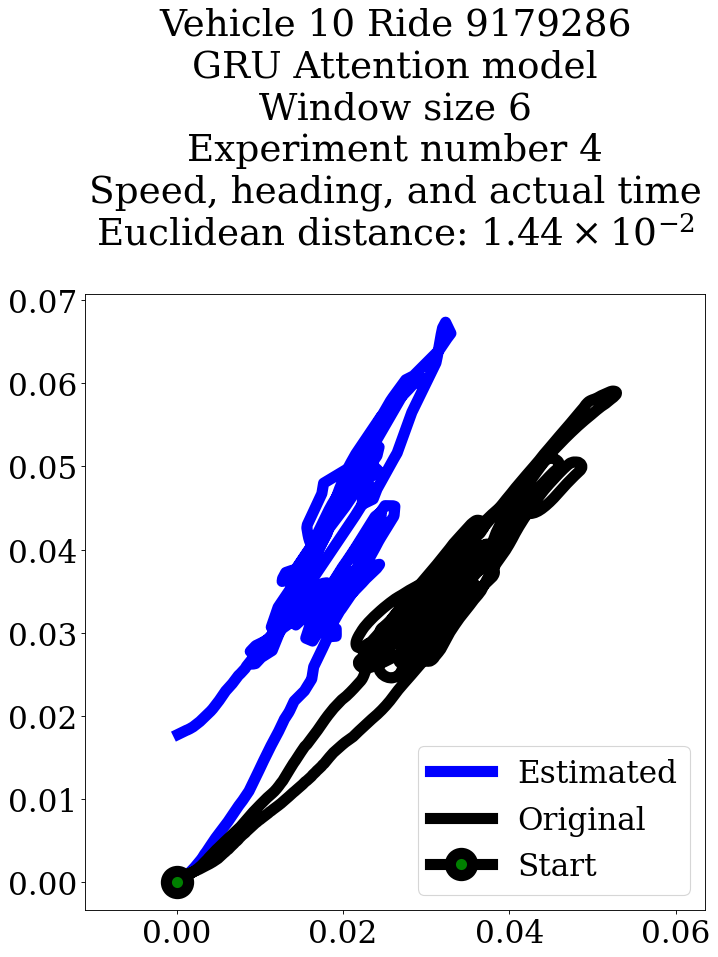 Vehicle 10 Ride 9179286
GRU Attention model
Window size 6
Experiment number 4
Speed, heading, and actual time
Euclidean distance: 1.44 × 10⁻²
0.07
0.06
0.05
0.04
0.03
0.02
0.01
0.00
Estimated
Original
Start
0.00 0.02 0.04 0.06